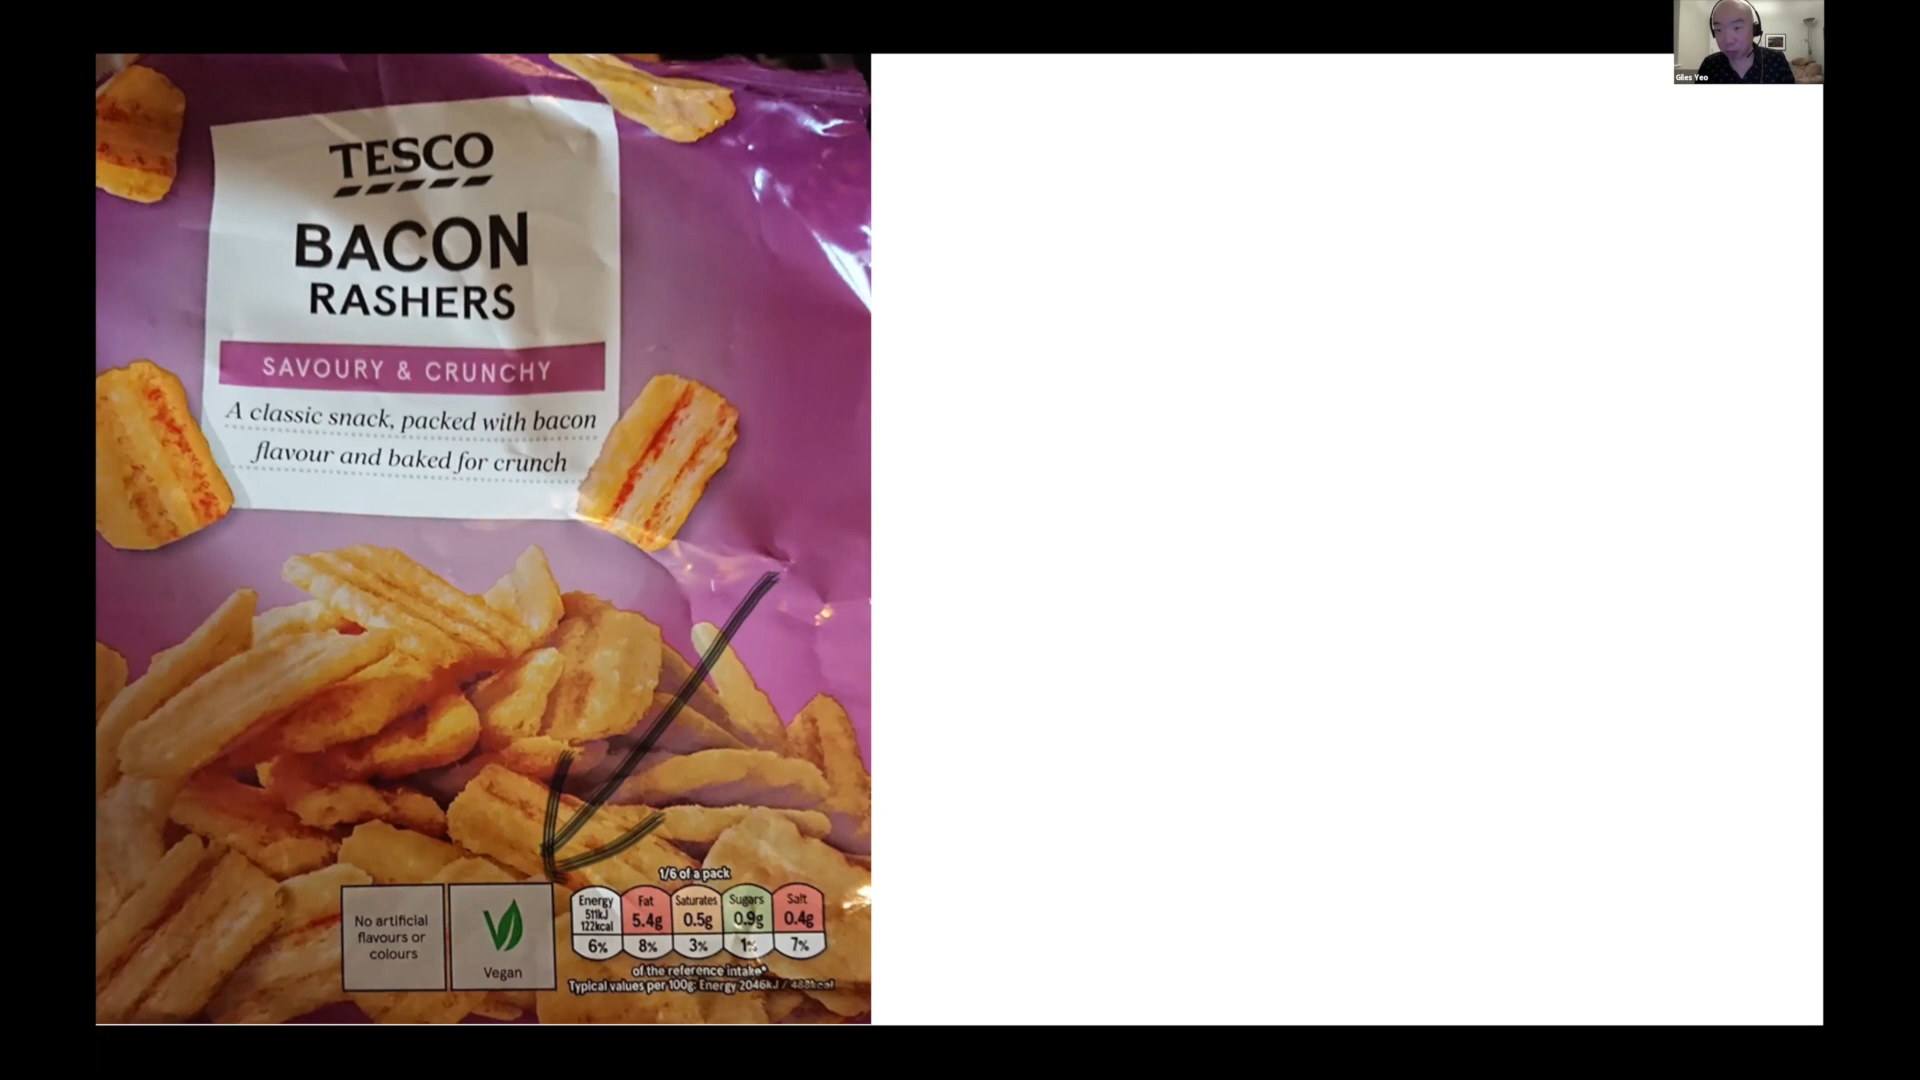 Giles Yeo
TESCO
BACON
RASHERS
SAVOURY & CRUNCHY
A classic snack, packed with bacon
flavour and baked for crunch
No artificial
flavours or
colours
Vegan
1/6 of a pack
Energy
511kJ
122kcal
6%
Fat
5.4g
8%
Saturates
0.5g
3%
Sugars
0.9g
1%
Salt
0.4g
7%
of the reference intake*
Typical values per 100g: Energy 2046kJ / 488kcal